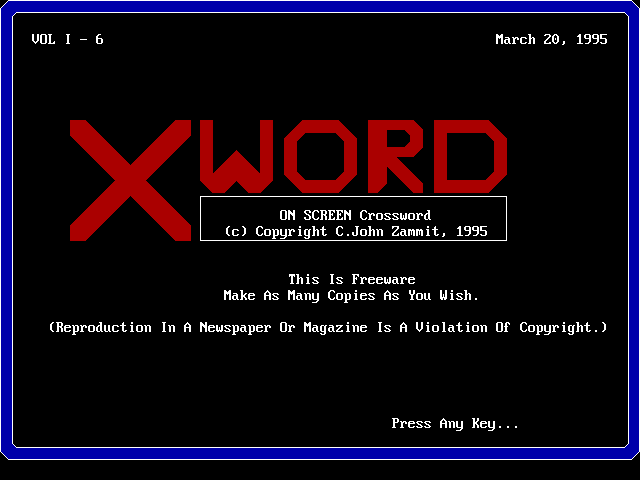 VOL I - 6
March 20, 1995
XWORD
ON SCREEN Crossword
(c) Copyright C.John Zammit, 1995
This Is Freeware
Make As Many Copies As You Wish.
(Reproduction In A Newspaper Or Magazine Is A Violation Of Copyright.)
Press Any Key...